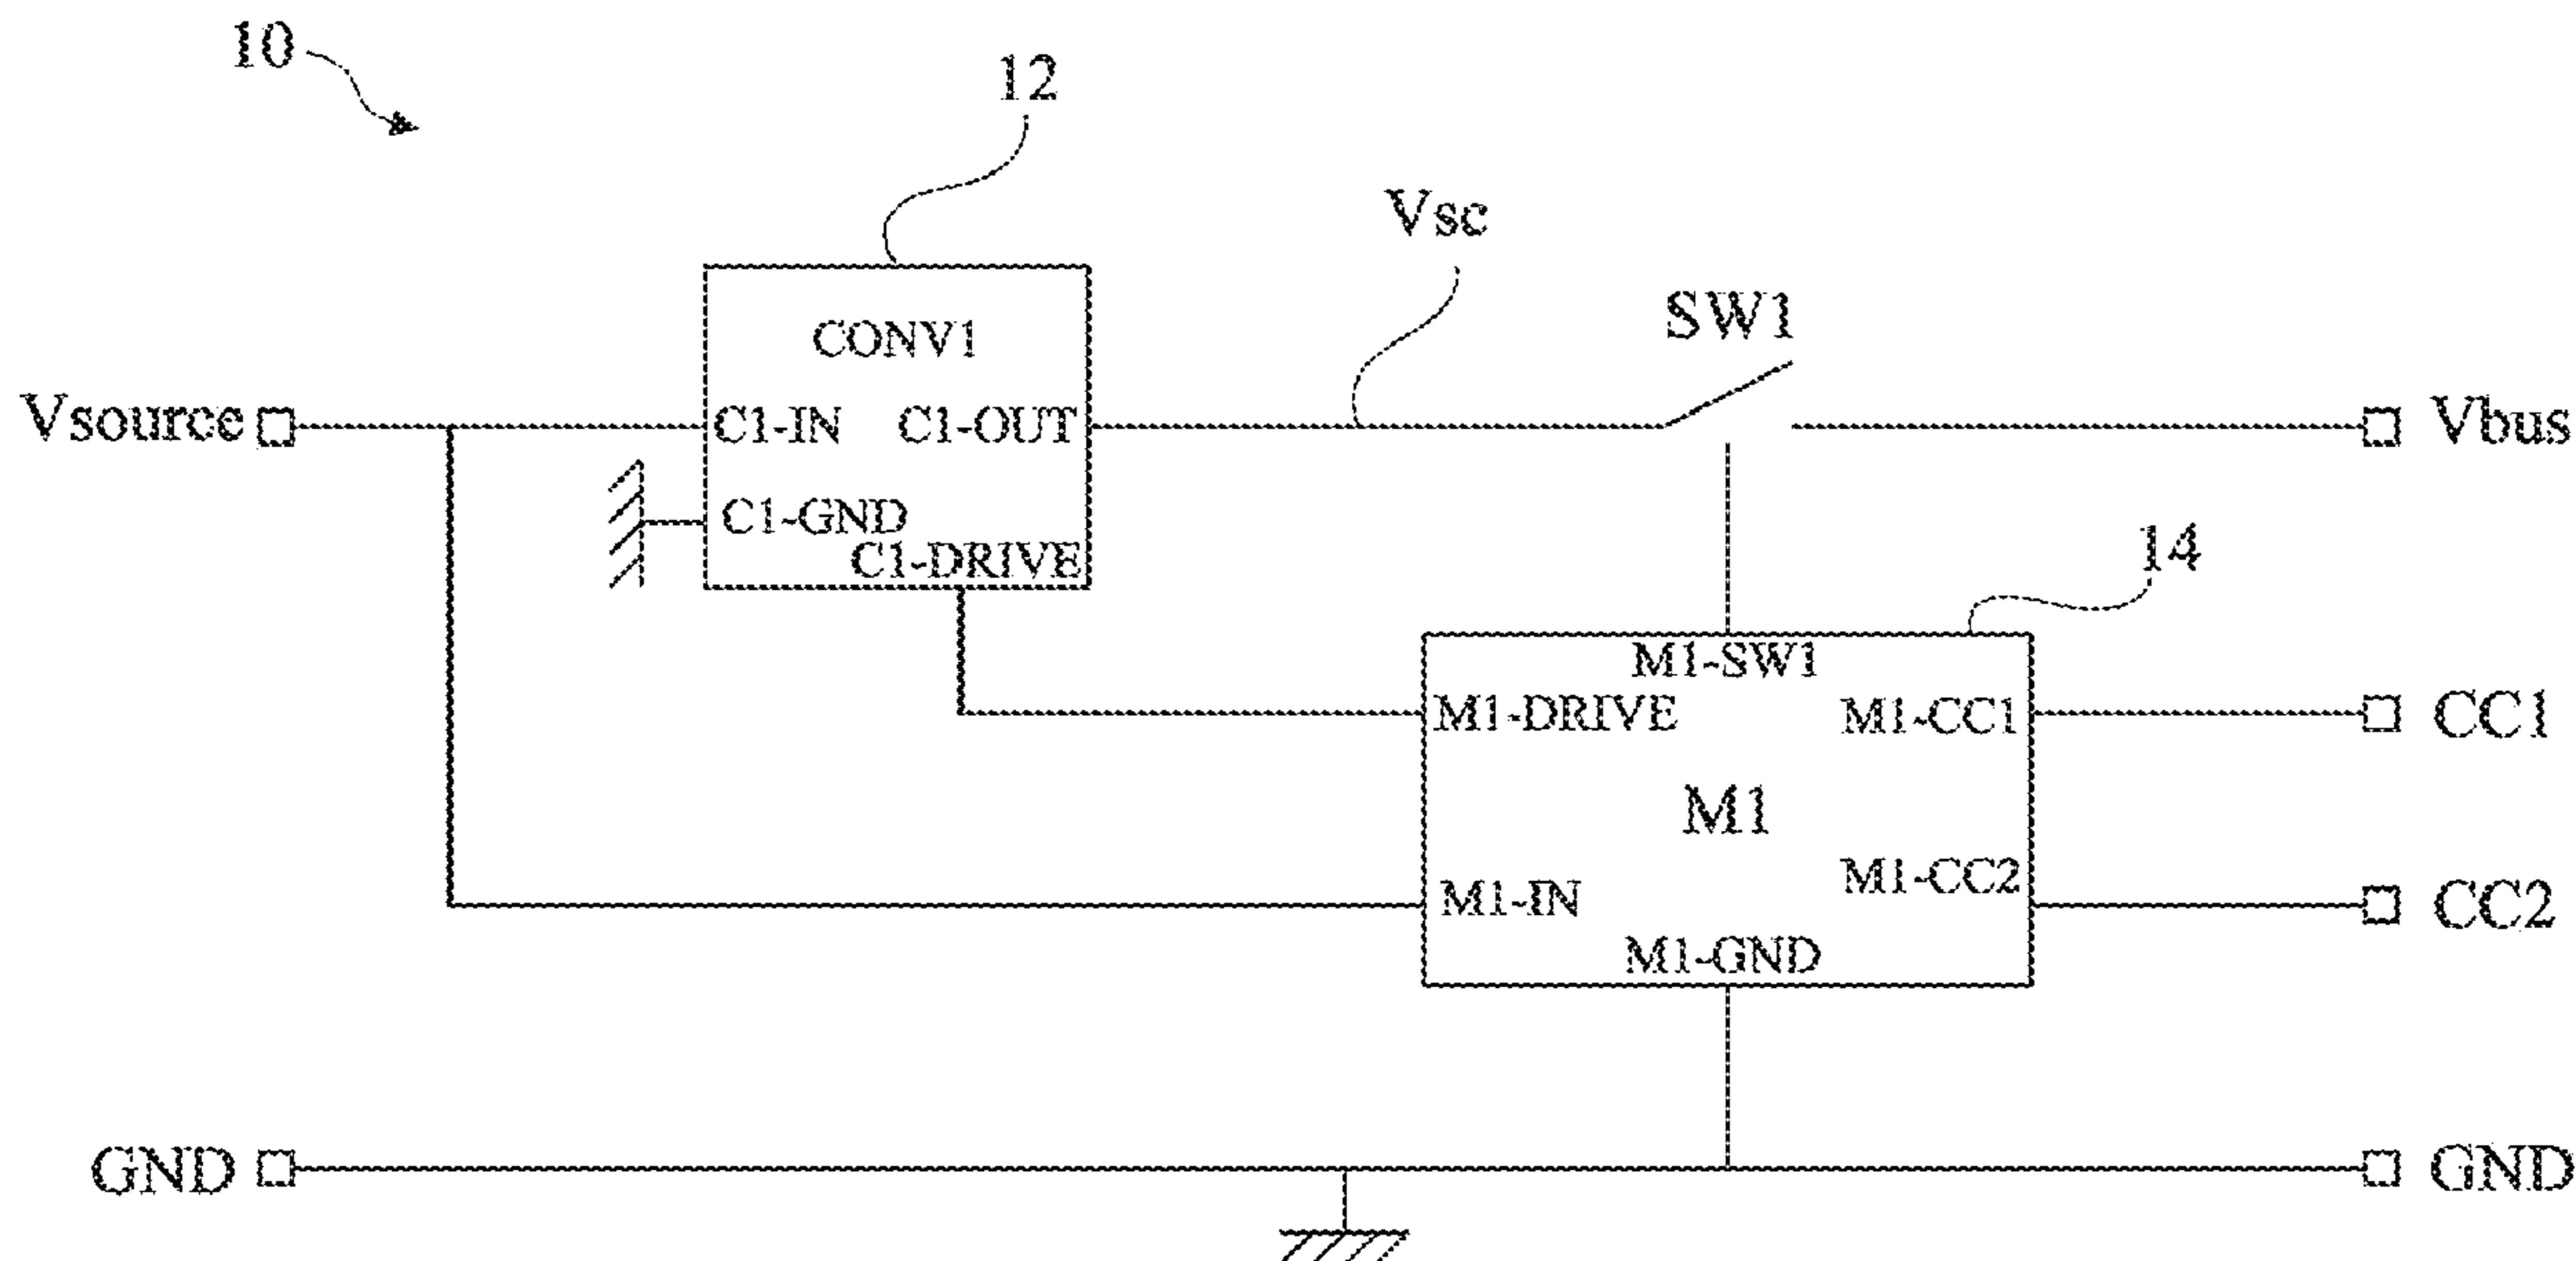 10
12
Vsc
SW1
CONV1
Vsource
C1-IN
C1-OUT
Vbus
C1-GND
C1-DRIVE
14
M1-SW1
M1-DRIVE
M1-CC1
CC1
M1
M1-IN
M1-CC2
CC2
M1-GND
GND
GND